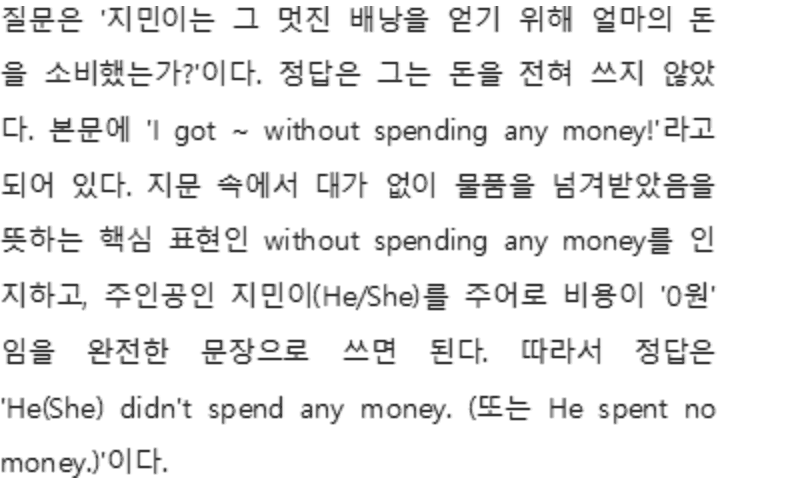 질문은 '지민이는 그 멋진 배낭을 얻기 위해 얼마의 돈
을 소비했는가?'이다. 정답은 그는 돈을 전혀 쓰지 않았
다. 본문에 'I got ~ without spending any money!'라고
되어 있다. 지문 속에서 대가 없이 물품을 넘겨받았음을
뜻하는 핵심 표현인 without spending any money를 인
지하고, 주인공인 지민이(He/She)를 주어로 비용이 '0원'
임을 완전한 문장으로 쓰면 된다. 따라서 정답은
'He(She) didn't spend any money. (또는 He spent no
money.)'이다.